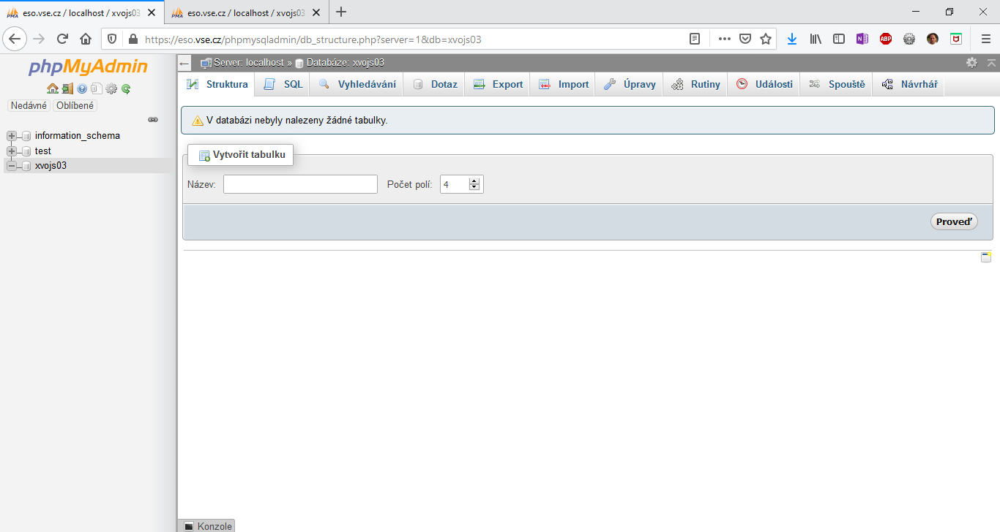 eso.vse.cz / localhost / xvojs03
eso.vse.cz / localhost / xvojs03
https://eso.vse.cz/phpmysqladmin/db_structure.php?server=1&db=xvojs03
ABP
phpMyAdmin
Nedávné Oblíbené
information_schema
test
xvojs03
Server: localhost » Databáze: xvojs03
Struktura SQL Vyhledávání Dotaz Export Import Úpravy Rutiny Události Spouště Návrhář
V databázi nebyly nalezeny žádné tabulky.
Vytvořit tabulku
Název: Počet polí: 4
Proveď
Konzole